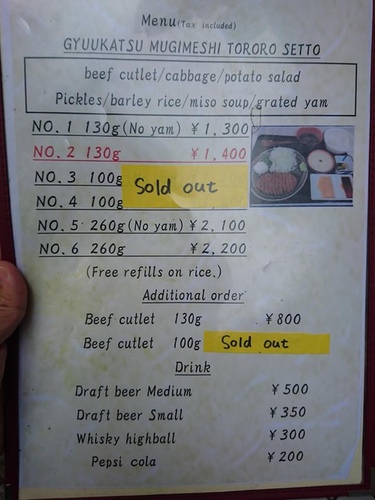 Menu(Tax included)
GYUUKATSU MUGIMESHI TORORO SETTO
beef cutlet/cabbage/potato salad
Pickles/barley rice/miso soup/grated yam
NO. 1 130g(No yam) ¥1,300
NO. 2 130g ¥1,400
NO. 3 100g
Sold out
NO. 4 100g
NO. 5 260g(No yam) ¥2,100
NO. 6 260g ¥2,200
(Free refills on rice.)
Additional order
Beef cutlet 130g ¥800
Beef cutlet 100g Sold out
Drink
Draft beer Medium ¥500
Draft beer Small ¥350
Whisky highball ¥300
Pepsi cola ¥200